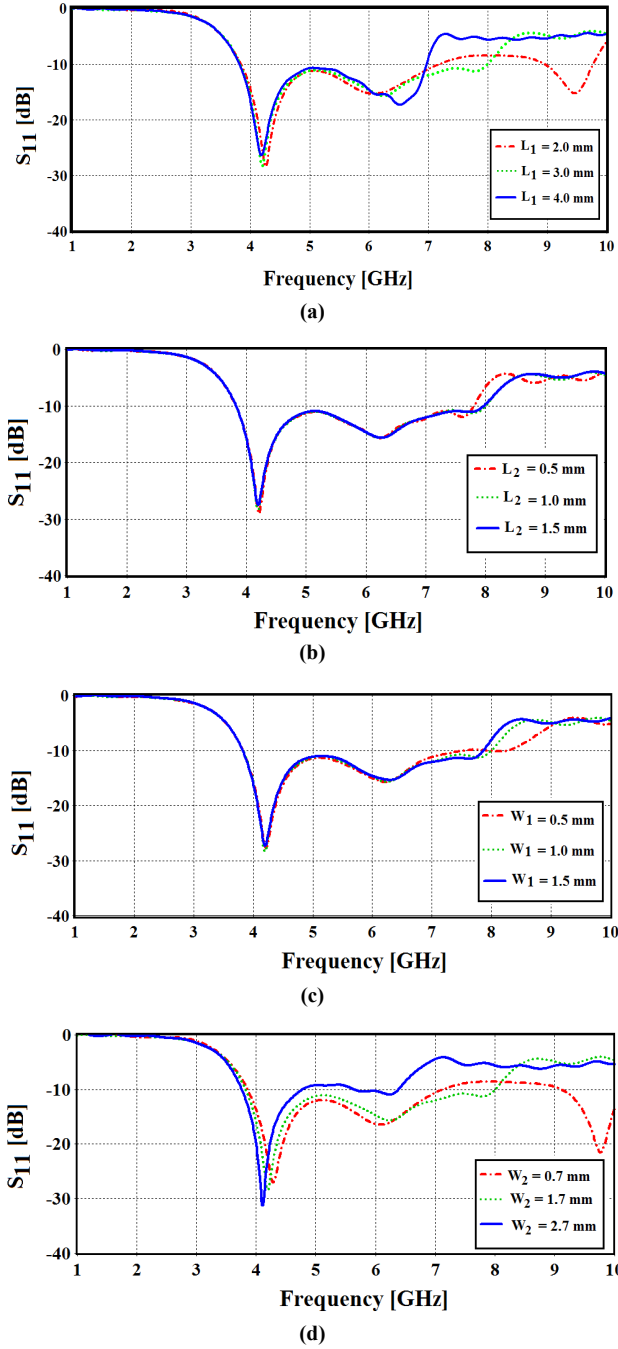 0
-10
-20
-30
-40
S11 [dB]
L1 = 2.0 mm
L1 = 3.0 mm
L1 = 4.0 mm
1 2 3 4 5 6 7 8 9 10
Frequency [GHz]
(a)
0
-10
-20
-30
-40
S11 [dB]
L2 = 0.5 mm
L2 = 1.0 mm
L2 = 1.5 mm
1 2 3 4 5 6 7 8 9 10
Frequency [GHz]
(b)
0
-10
-20
-30
-40
S11 [dB]
W1 = 0.5 mm
W1 = 1.0 mm
W1 = 1.5 mm
1 2 3 4 5 6 7 8 9 10
Frequency [GHz]
(c)
0
-10
-20
-30
-40
S11 [dB]
W2 = 0.7 mm
W2 = 1.7 mm
W2 = 2.7 mm
1 2 3 4 5 6 7 8 9 10
Frequency [GHz]
(d)